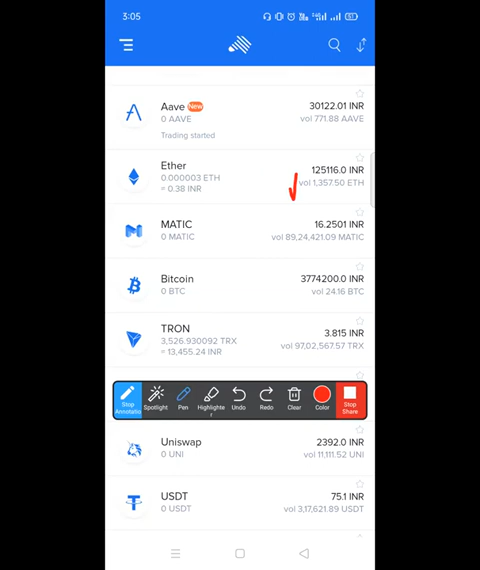 3:05
53
Aave New
30122.01 INR
0 AAVE
vol 771.88 AAVE
Trading started
Ether
125116.0 INR
0.000003 ETH
vol 1,357.50 ETH
= 0.38 INR
MATIC
16.2501 INR
0 MATIC
vol 89,24,421.09 MATIC
Bitcoin
3774200.0 INR
0 BTC
vol 24.16 BTC
TRON
3.815 INR
3,526.930092 TRX
vol 97,02,567.57 TRX
= 13,455.24 INR
Stop Annotatio
Spotlight
Pen
Highlighte r
Undo
Redo
Clear
Color
Stop Share
Uniswap
2392.0 INR
0 UNI
vol 11,111.52 UNI
USDT
75.1 INR
0 USDT
vol 3,17,621.89 USDT